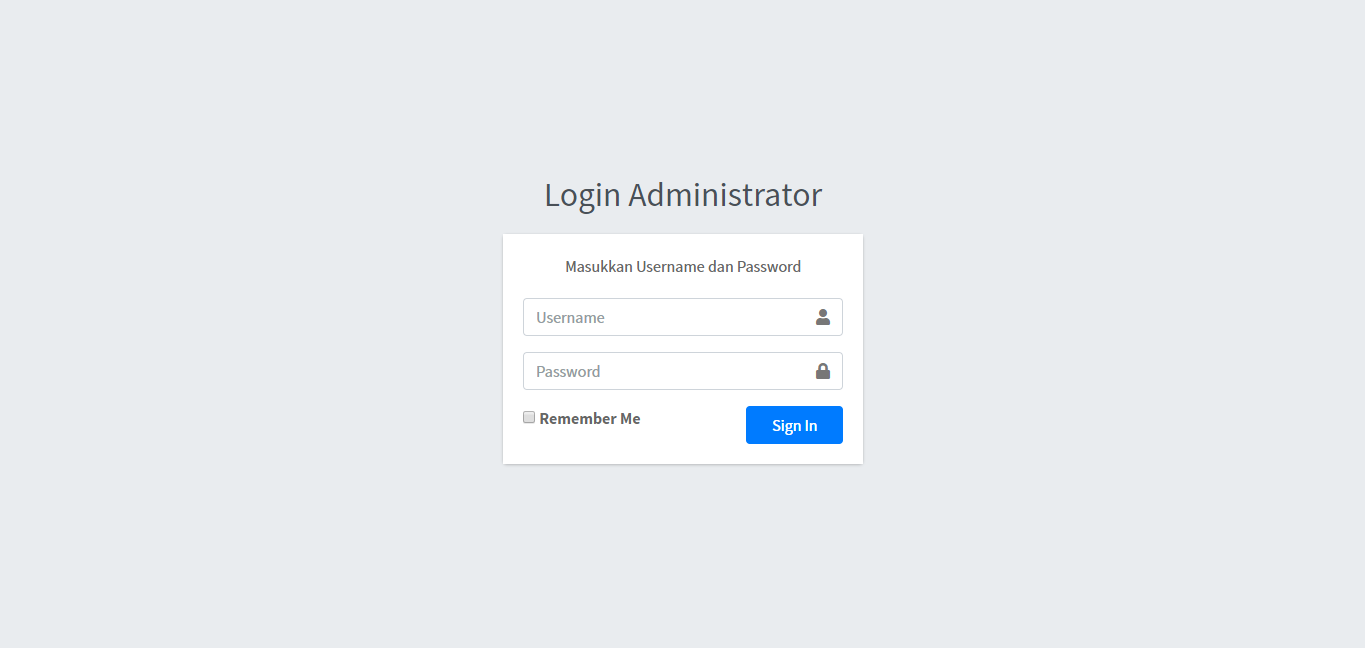 Login Administrator
Masukkan Username dan Password
Username
Password
Remember Me
Sign In